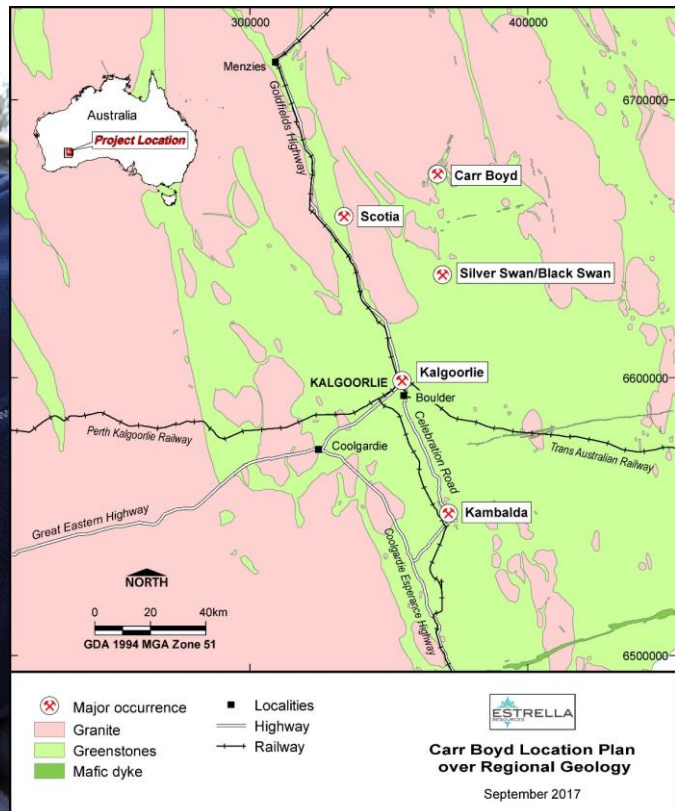 300000
400000
Menzies
Goldfields Highway
6700000
Australia
Project Location
Carr Boyd
Scotia
Silver Swan/Black Swan
KALGOORLIE
Kalgoorlie
6600000
Boulder
Perth Kalgoorlie Railway
Celebration Road
Coolgardie
Trans Australian Railway
Great Eastern Highway
Kambalda
Coolgardie Esperance Highway
NORTH
0 20 40km
GDA 1994 MGA Zone 51
6500000
Major occurrence
Granite
Greenstones
Mafic dyke
Localities
Highway
Railway
ESTRELLA
RESOURCES
Carr Boyd Location Plan
over Regional Geology
September 2017